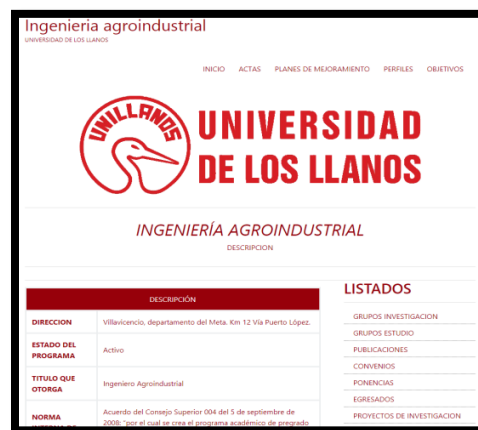 Ingenieria agroindustrial
UNIVERSIDAD DE LOS LLANOS
INICIO ACTAS PLANES DE MEJORAMIENTO PERFILES OBJETIVOS
UNILLANOS
UNIVERSIDAD
DE LOS LLANOS
INGENIERÍA AGROINDUSTRIAL
DESCRIPCION
DESCRIPCIÓN
DIRECCION Villavicencio, departamento del Meta. Km 12 Vía Puerto López.
ESTADO DEL
PROGRAMA Activo
TITULO QUE
OTORGA Ingeniero Agroindustrial
NORMA Acuerdo del Consejo Superior 004 del 5 de septiembre de
2008: "por el cual se crea el programa académico de pregrado
LISTADOS
GRUPOS INVESTIGACION
GRUPOS ESTUDIO
PUBLICACIONES
CONVENIOS
PONENCIAS
EGRESADOS
PROYECTOS DE INVESTIGACION